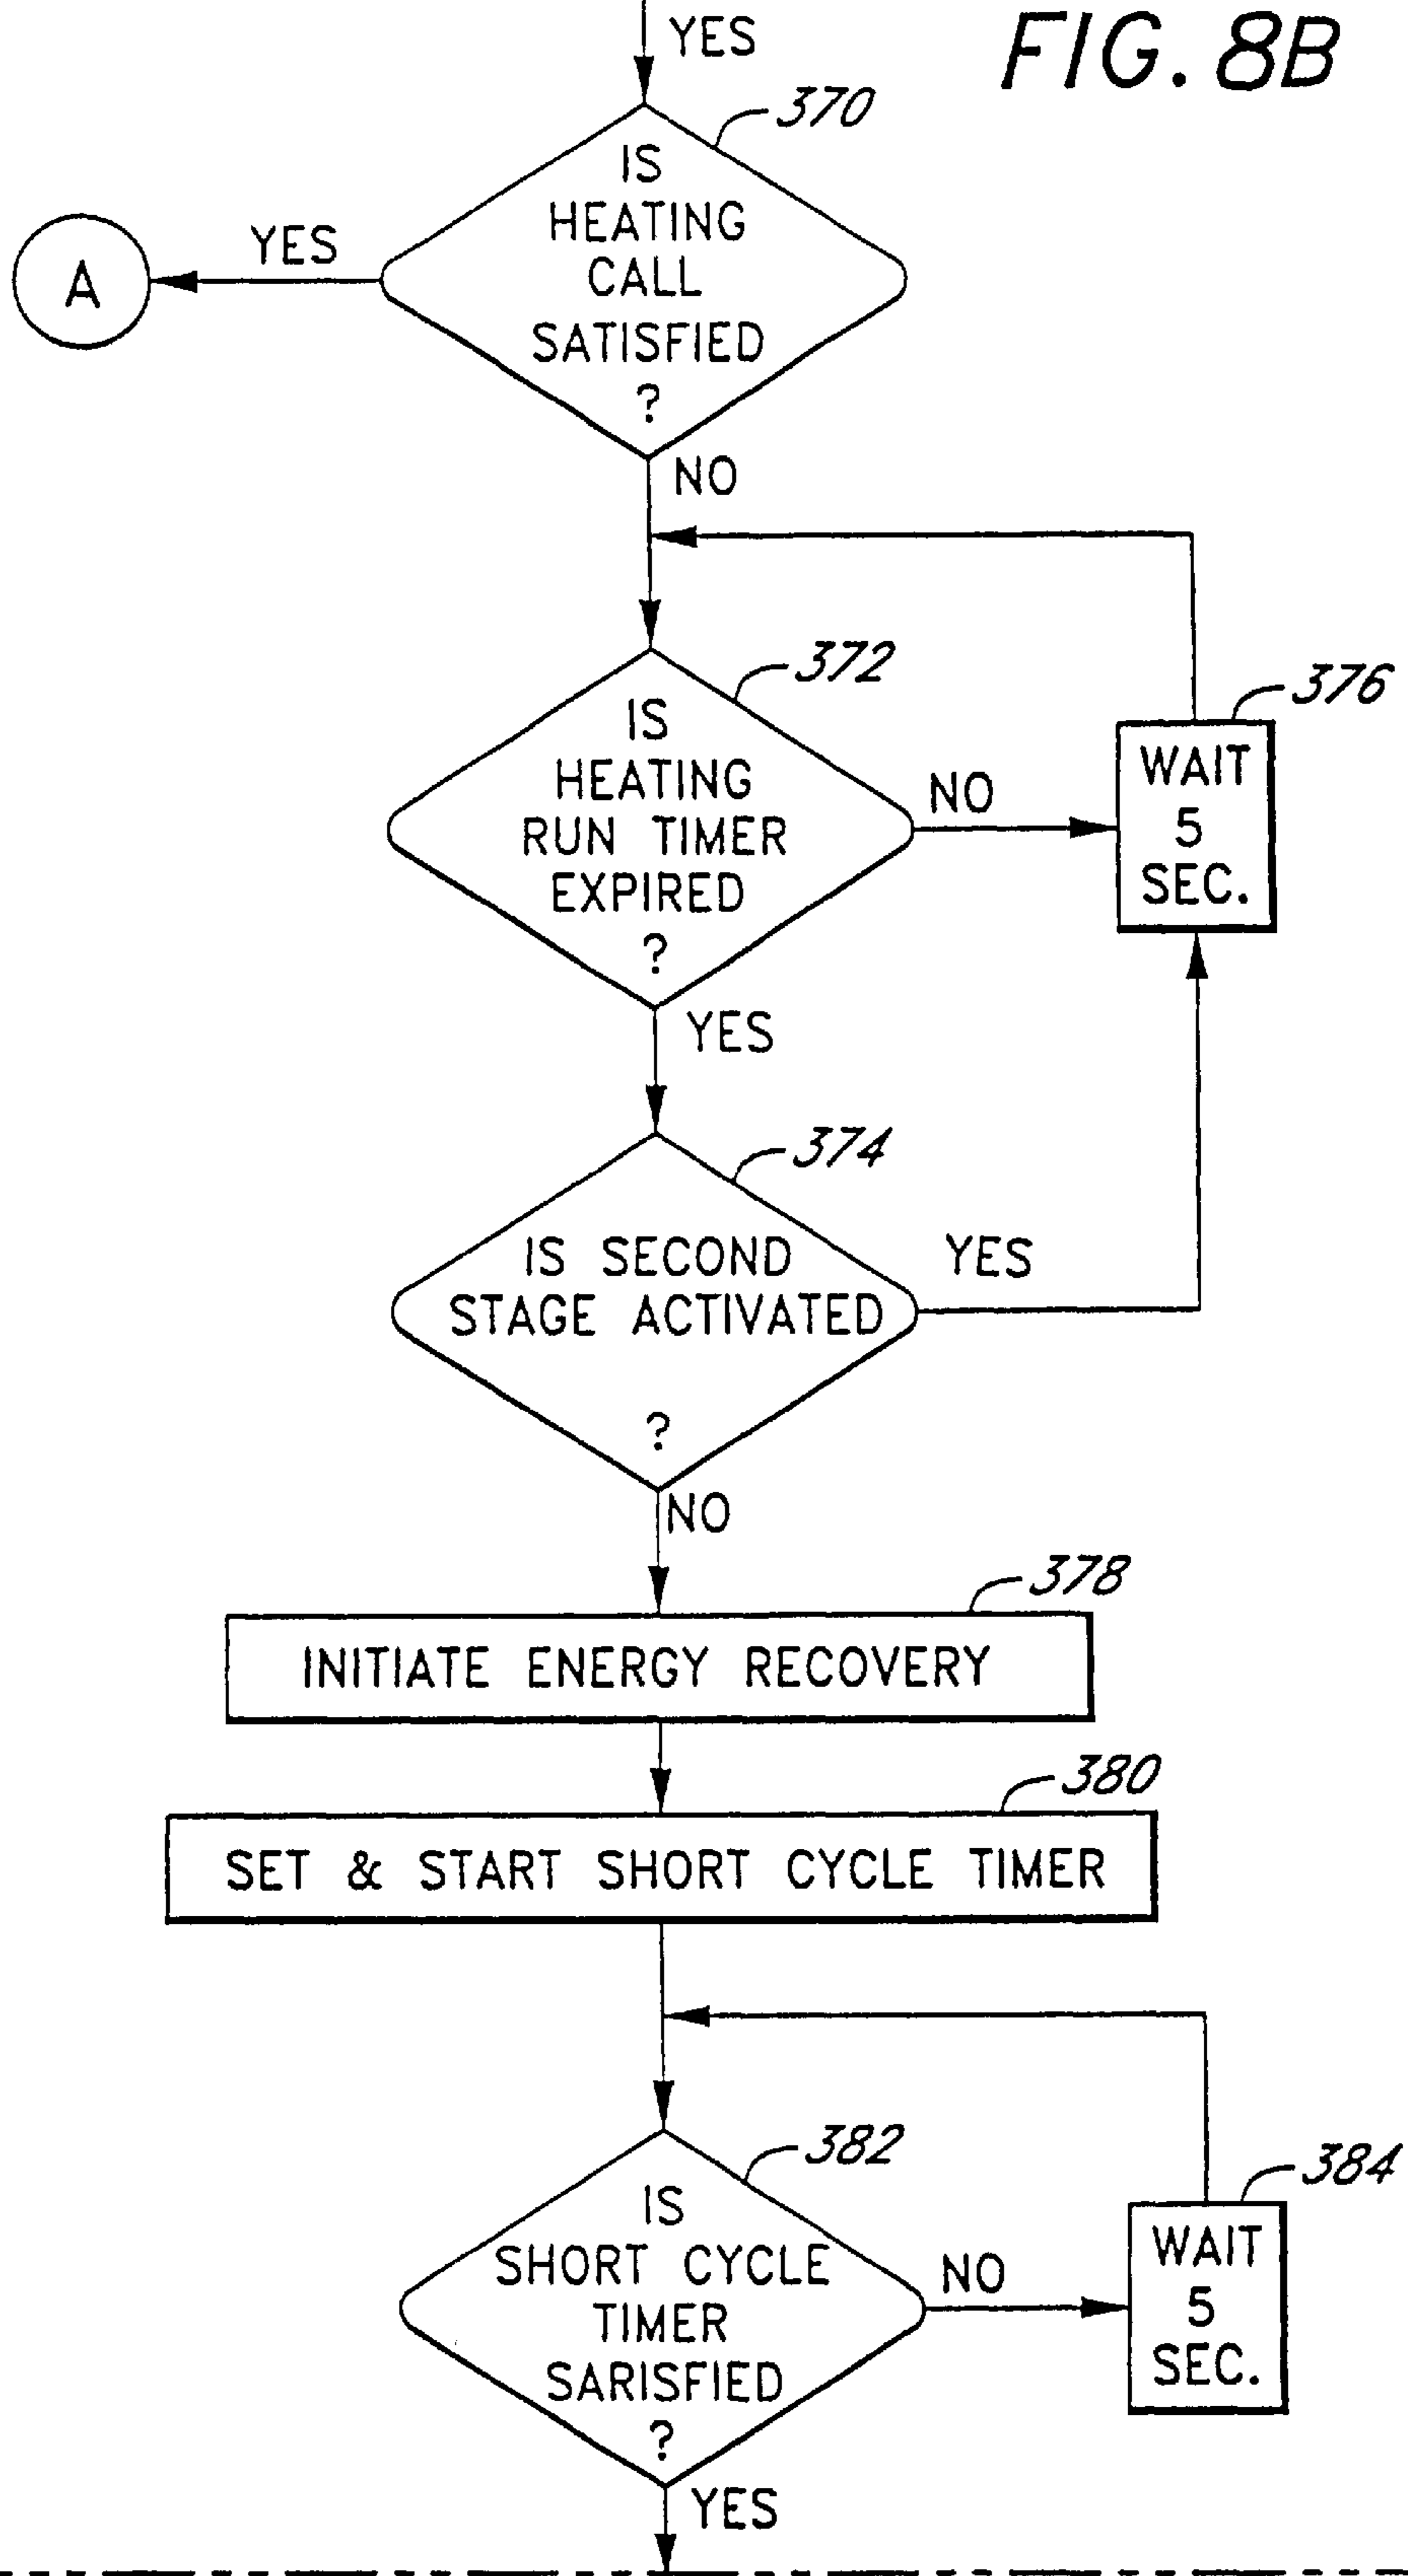 YES
FIG. 8B
370
IS
HEATING
CALL
SATISFIED
?
YES
A
NO
372
IS
HEATING
RUN TIMER
EXPIRED
?
NO
376
WAIT
5
SEC.
YES
374
IS SECOND
STAGE ACTIVATED
?
YES
NO
378
INITIATE ENERGY RECOVERY
380
SET & START SHORT CYCLE TIMER
382
IS
SHORT CYCLE
TIMER
SARISFIED
?
NO
384
WAIT
5
SEC.
YES